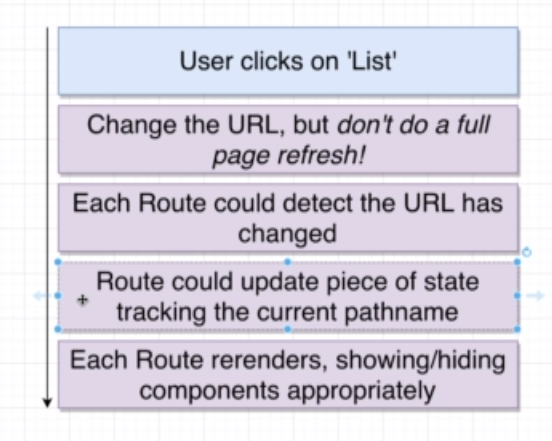 User clicks on 'List'
Change the URL, but don't do a full
page refresh!
Each Route could detect the URL has
changed
Route could update piece of state
tracking the current pathname
Each Route rerenders, showing/hiding
components appropriately